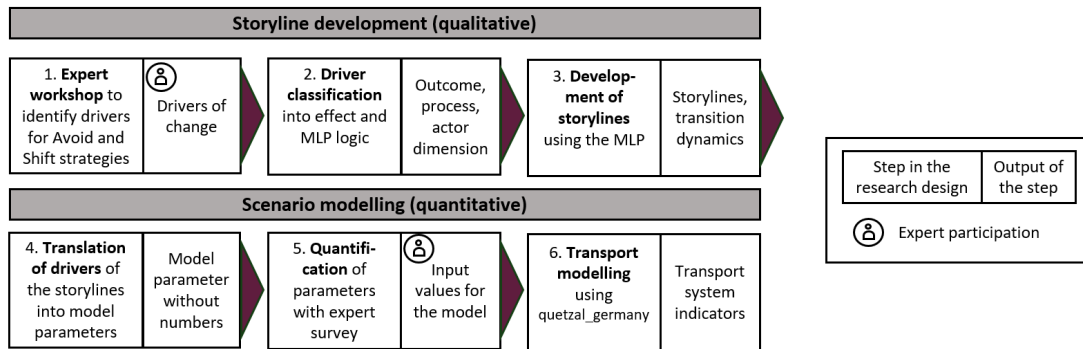 Storyline development (qualitative)
1. Expert
workshop to
identify drivers
for Avoid and
Shift strategies
Drivers of
change
2. Driver
classification
into effect and
MLP logic
Outcome,
process,
actor
dimension
3. Develop-
ment of
storylines
using the MLP
Storylines,
transition
dynamics
Scenario modelling (quantitative)
4. Translation
of drivers of
the storylines
into model
parameters
Model
parameter
without
numbers
5. Quantifi-
cation of
parameters
with expert
survey
Input
values for
the model
6. Transport
modelling
using
quetzal_germany
Transport
system
indicators
Step in the
research design
Output of
the step
Expert participation